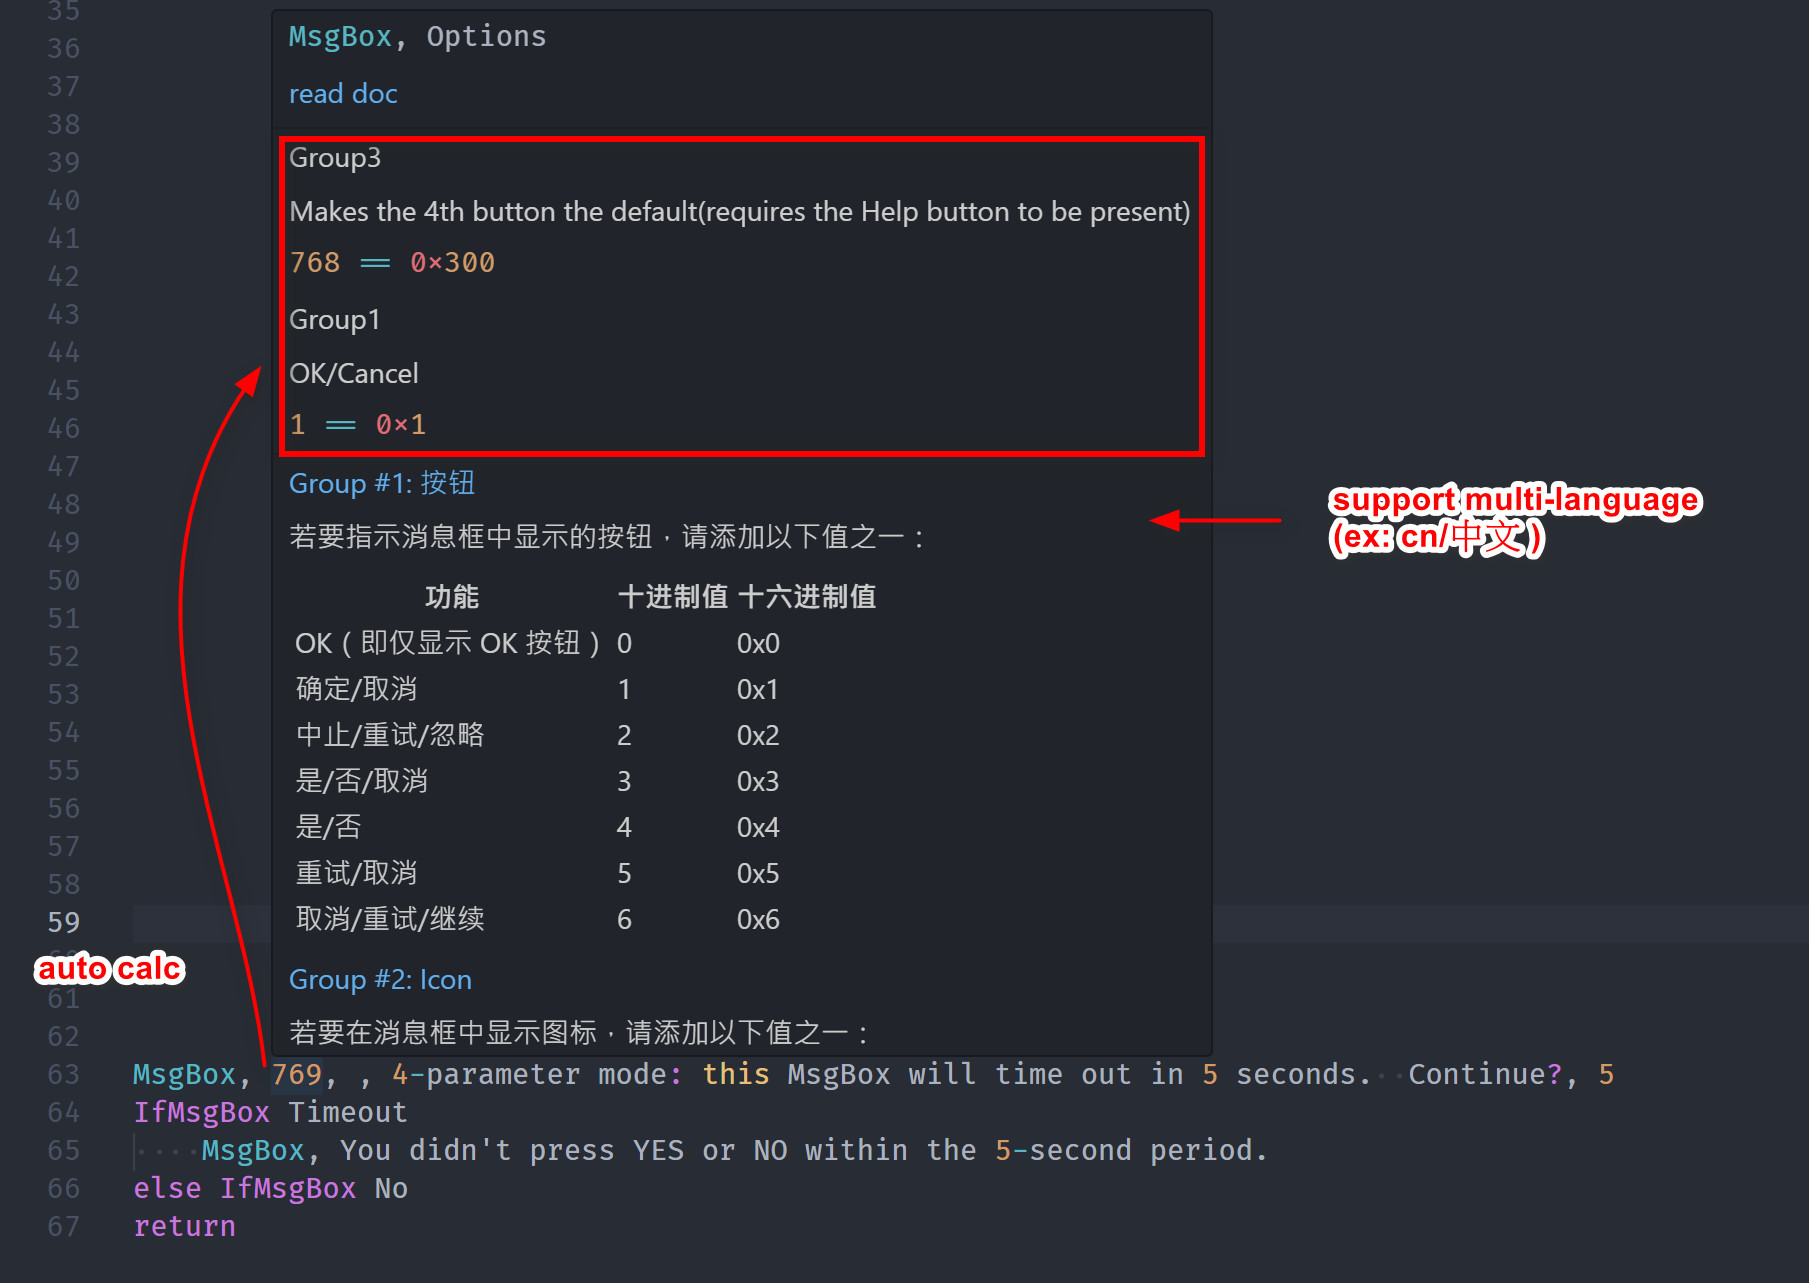 35
36
37
38
39
40
41
42
43
44
45
46
47
48
49
50
51
52
53
54
55
56
57
58
59
61
62
MsgBox, Options
read doc
Group3
Makes the 4th button the default(requires the Help button to be present)
768 == 0×300
Group1
OK/Cancel
1 == 0×1
Group #1: 按钮
若要指示消息框中显示的按钮，请添加以下值之一：
功能 十进制值 十六进制值
OK（即仅显示 OK 按钮） 0 0x0
确定/取消 1 0x1
中止/重试/忽略 2 0x2
是/否/取消 3 0x3
是/否 4 0x4
重试/取消 5 0x5
取消/重试/继续 6 0x6
Group #2: Icon
若要在消息框中显示图标，请添加以下值之一：
support multi-language
(ex: cn/中文)
auto calc
63 MsgBox, 769, , 4-parameter mode: this MsgBox will time out in 5 seconds.  Continue?, 5
64 IfMsgBox Timeout
65     MsgBox, You didn't press YES or NO within the 5-second period.
66 else IfMsgBox No
67 return